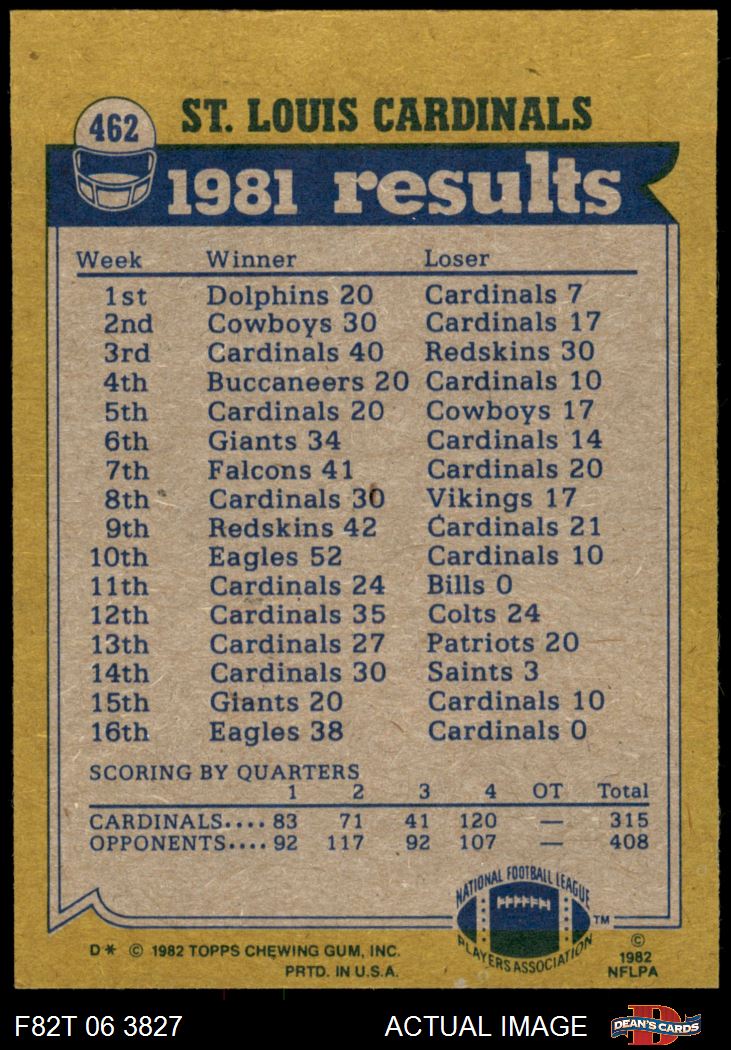 462 ST. LOUIS CARDINALS
1981 results
Week Winner Loser
1st Dolphins 20 Cardinals 7
2nd Cowboys 30 Cardinals 17
3rd Cardinals 40 Redskins 30
4th Buccaneers 20 Cardinals 10
5th Cardinals 20 Cowboys 17
6th Giants 34 Cardinals 14
7th Falcons 41 Cardinals 20
8th Cardinals 30 Vikings 17
9th Redskins 42 Cardinals 21
10th Eagles 52 Cardinals 10
11th Cardinals 24 Bills 0
12th Cardinals 35 Colts 24
13th Cardinals 27 Patriots 20
14th Cardinals 30 Saints 3
15th Giants 20 Cardinals 10
16th Eagles 38 Cardinals 0
SCORING BY QUARTERS
1 2 3 4 OT Total
CARDINALS.... 83 71 41 120 — 315
OPPONENTS.... 92 117 92 107 — 408
NATIONAL FOOTBALL LEAGUE
PLAYERS ASSOCIATION ™
D* © 1982 TOPPS CHEWING GUM, INC.
PRTD. IN U.S.A.
©
1982
NFLPA
F82T 06 3827 ACTUAL IMAGE D DEAN'S CARDS